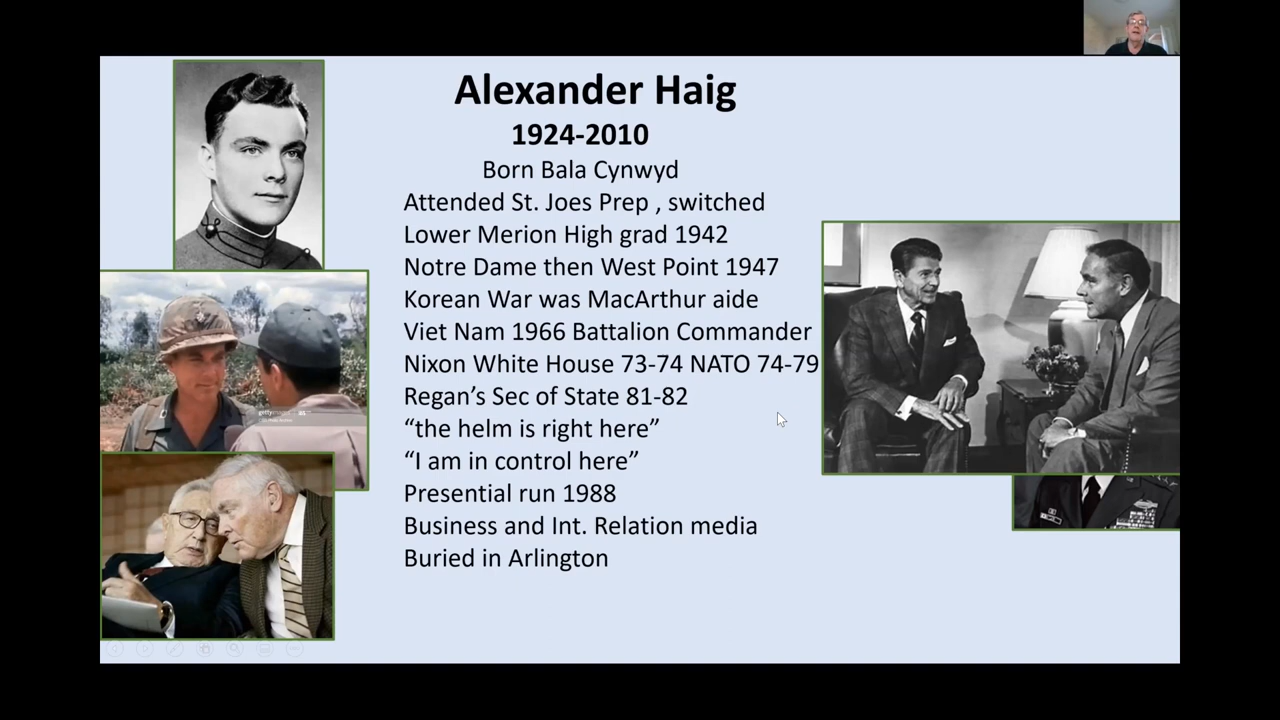 Alexander Haig
1924-2010
Born Bala Cynwyd
Attended St. Joes Prep , switched
Lower Merion High grad 1942
Notre Dame then West Point 1947
Korean War was MacArthur aide
Viet Nam 1966 Battalion Commander
Nixon White House 73-74 NATO 74-79
Regan’s Sec of State 81-82
“the helm is right here”
“I am in control here”
Presential run 1988
Business and Int. Relation media
Buried in Arlington
gettyimages